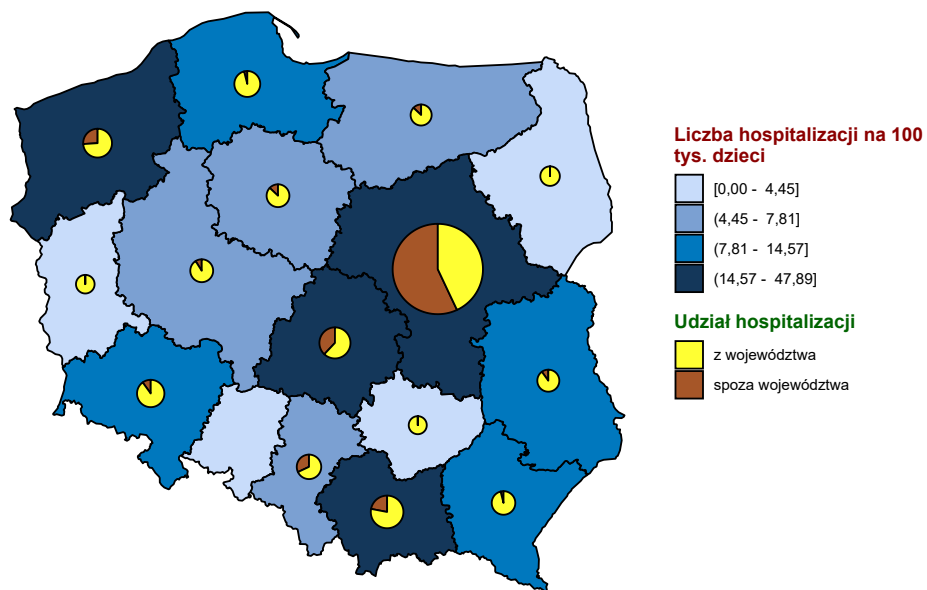 Liczba hospitalizacji na 100
tys. dzieci
[0,00 - 4,45]
(4,45 - 7,81]
(7,81 - 14,57]
(14,57 - 47,89]
Udział hospitalizacji
z województwa
spoza województwa